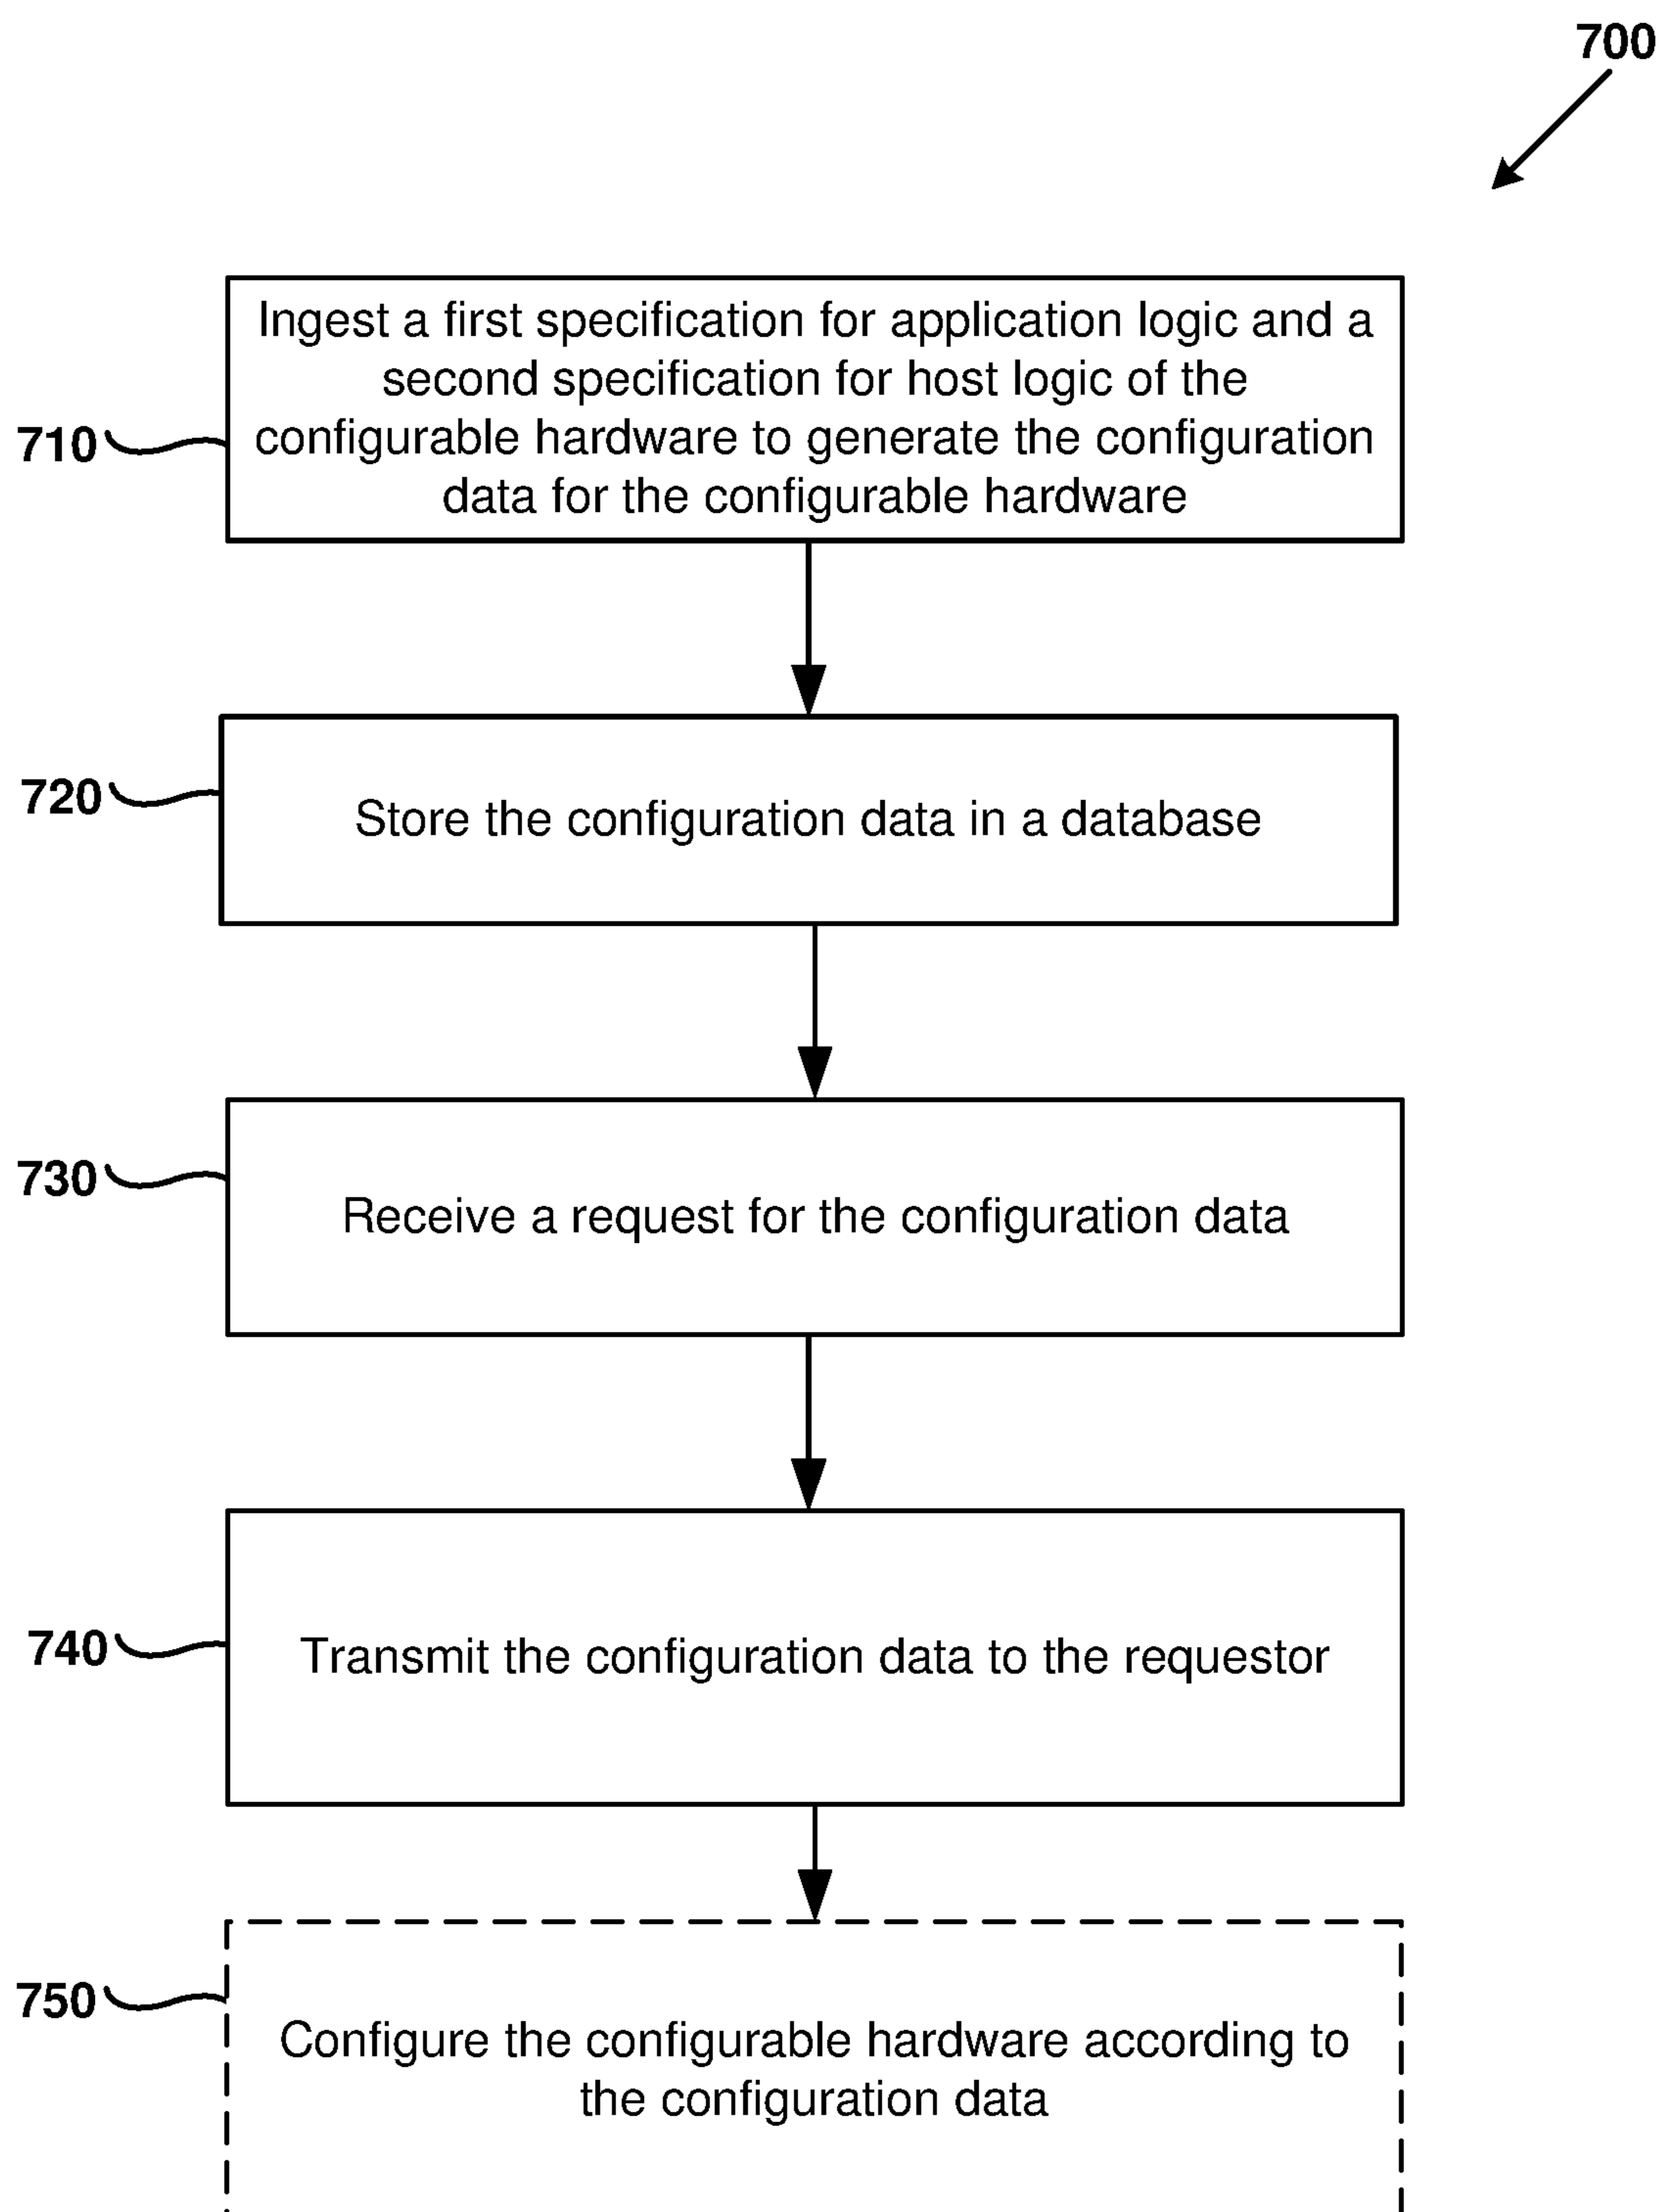 700
Ingest a first specification for application logic and a
second specification for host logic of the
configurable hardware to generate the configuration
data for the configurable hardware
710
720
Store the configuration data in a database
730
Receive a request for the configuration data
740
Transmit the configuration data to the requestor
750
Configure the configurable hardware according to
the configuration data